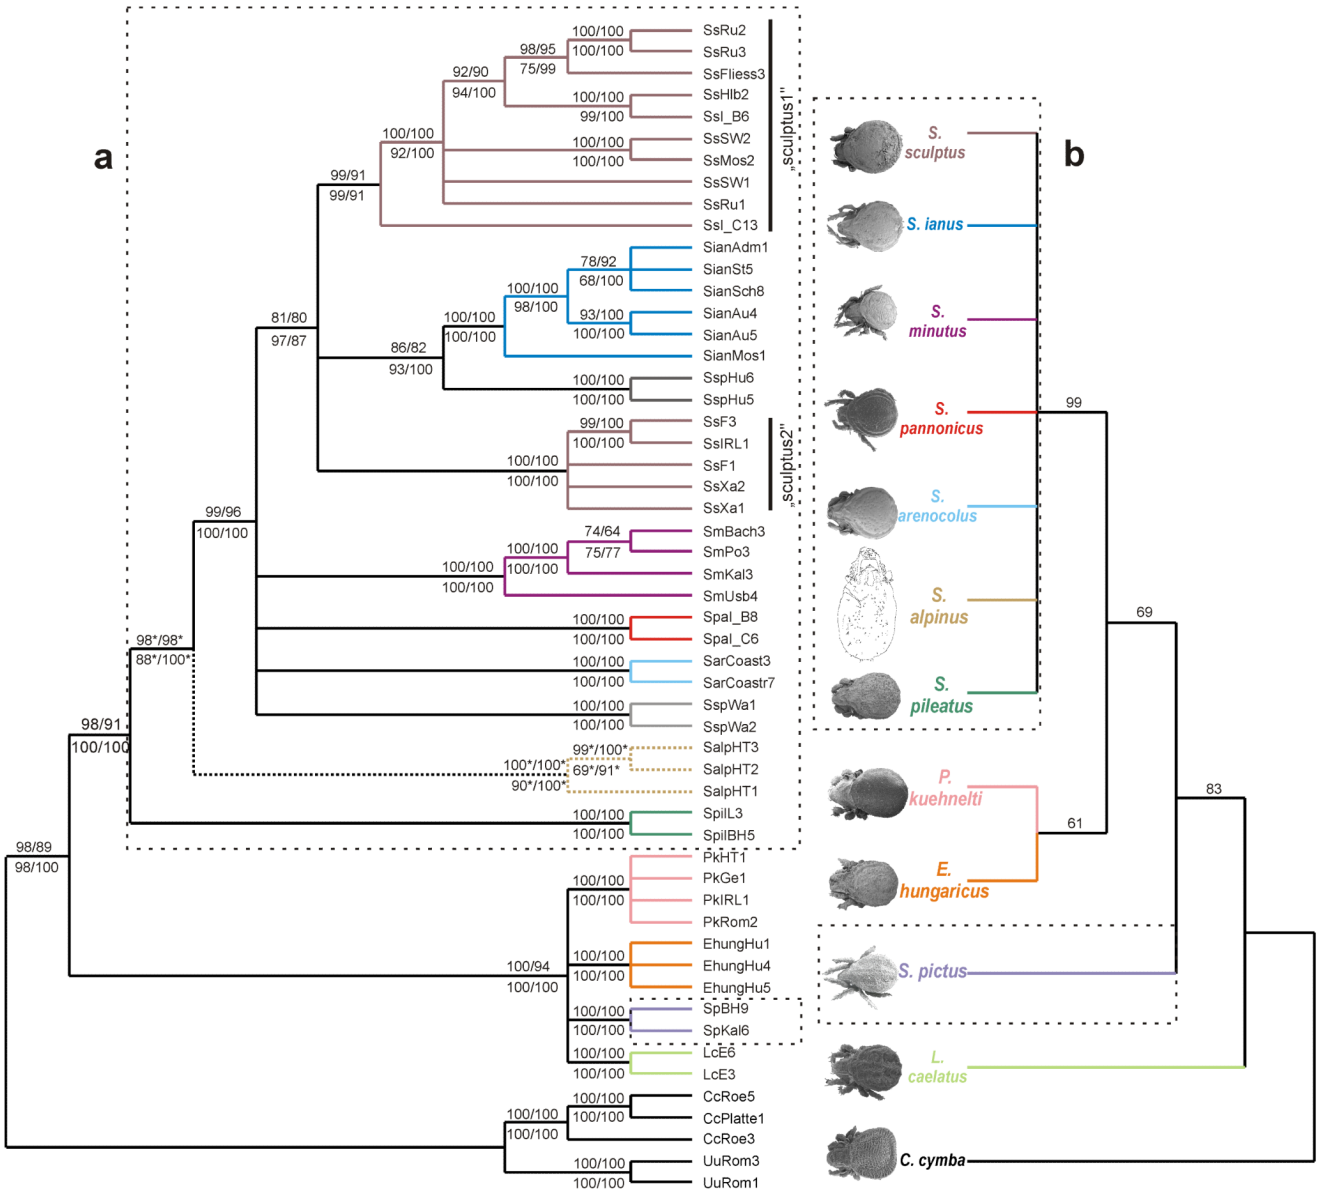 a
100/100
SsRu2
98/95
100/100
SsRu3
75/99
SsFliess3
92/90
94/100
100/100
SsHlb2
99/100
SsI_B6
100/100
92/100
100/100
SsSW2
100/100
SsMos2
99/91
99/91
SsSW1
SsRu1
SsI_C13
„sculptus1"
SianAdm1
78/92
68/100
SianSt5
100/100
98/100
SianSch8
93/100
SianAu4
100/100
SianAu5
81/80
97/87
100/100
100/100
SianMos1
86/82
93/100
100/100
SspHu6
100/100
SspHu5
99/100
SsF3
100/100
SsIRL1
100/100
100/100
SsF1
SsXa2
SsXa1
„sculptus2"
99/96
100/100
74/64
SmBach3
75/77
SmPo3
100/100
100/100
SmKal3
100/100
100/100
SmUsb4
100/100
SpaI_B8
100/100
SpaI_C6
98*/98*
88*/100*
100/100
SarCoast3
100/100
SarCoastr7
100/100
SspWa1
100/100
SspWa2
98/91
100/100
99*/100*
SalpHT3
69*/91*
SalpHT2
100*/100*
90*/100*
SalpHT1
100/100
SpilL3
100/100
SpilBH5
98/89
98/100
PkHT1
100/100
PkGe1
100/100
PkIRL1
PkRom2
EhungHu1
100/100
EhungHu4
100/100
EhungHu5
100/94
100/100
100/100
SpBH9
100/100
SpKal6
100/100
LcE6
100/100
LcE3
100/100
CcRoe5
100/100
CcPlatte1
100/100
100/100
CcRoe3
100/100
UuRom3
100/100
UuRom1
b
S.
sculptus
S. ianus
S.
minutus
S.
pannonicus
99
S.
arenocolus
S.
alpinus
69
S.
pileatus
P.
kuehnelti
83
61
E.
hungaricus
S. pictus
L.
caelatus
C. cymba